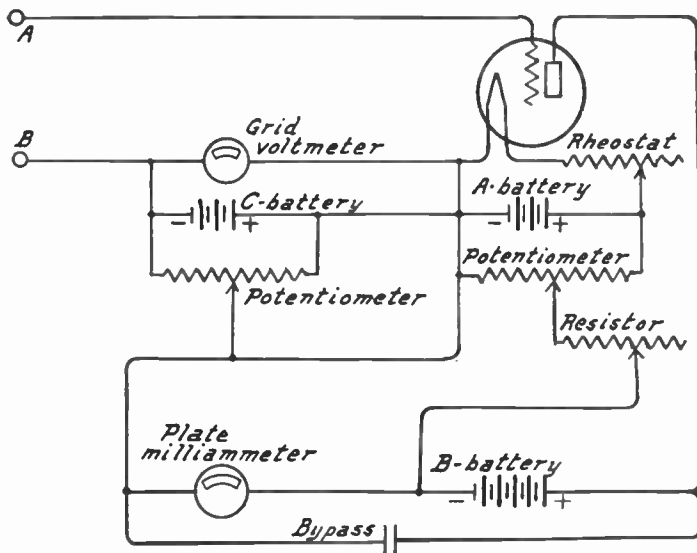 A
B
Grid
voltmeter
Rheostat
C-battery
- +
A-battery
- +
Potentiometer
Potentiometer
Resistor
Plate
milliammeter
B-battery
- +
Bypass